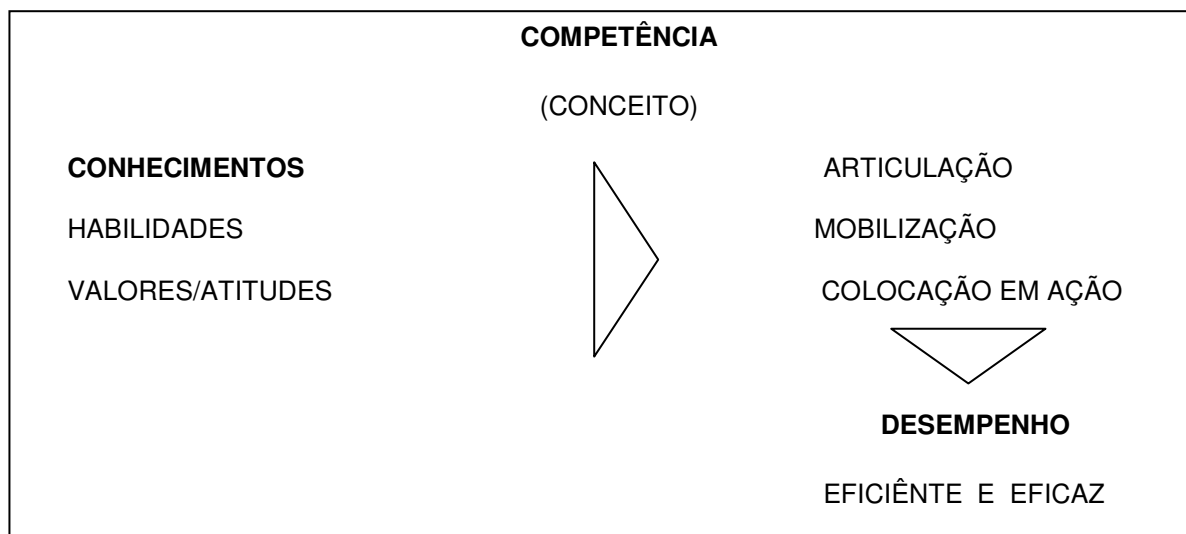 COMPETÊNCIA
(CONCEITO)
CONHECIMENTOS
HABILIDADES
VALORES/ATITUDES
ARTICULAÇÃO
MOBILIZAÇÃO
COLOCAÇÃO EM AÇÃO
DESEMPENHO
EFICIÊNTE E EFICAZ